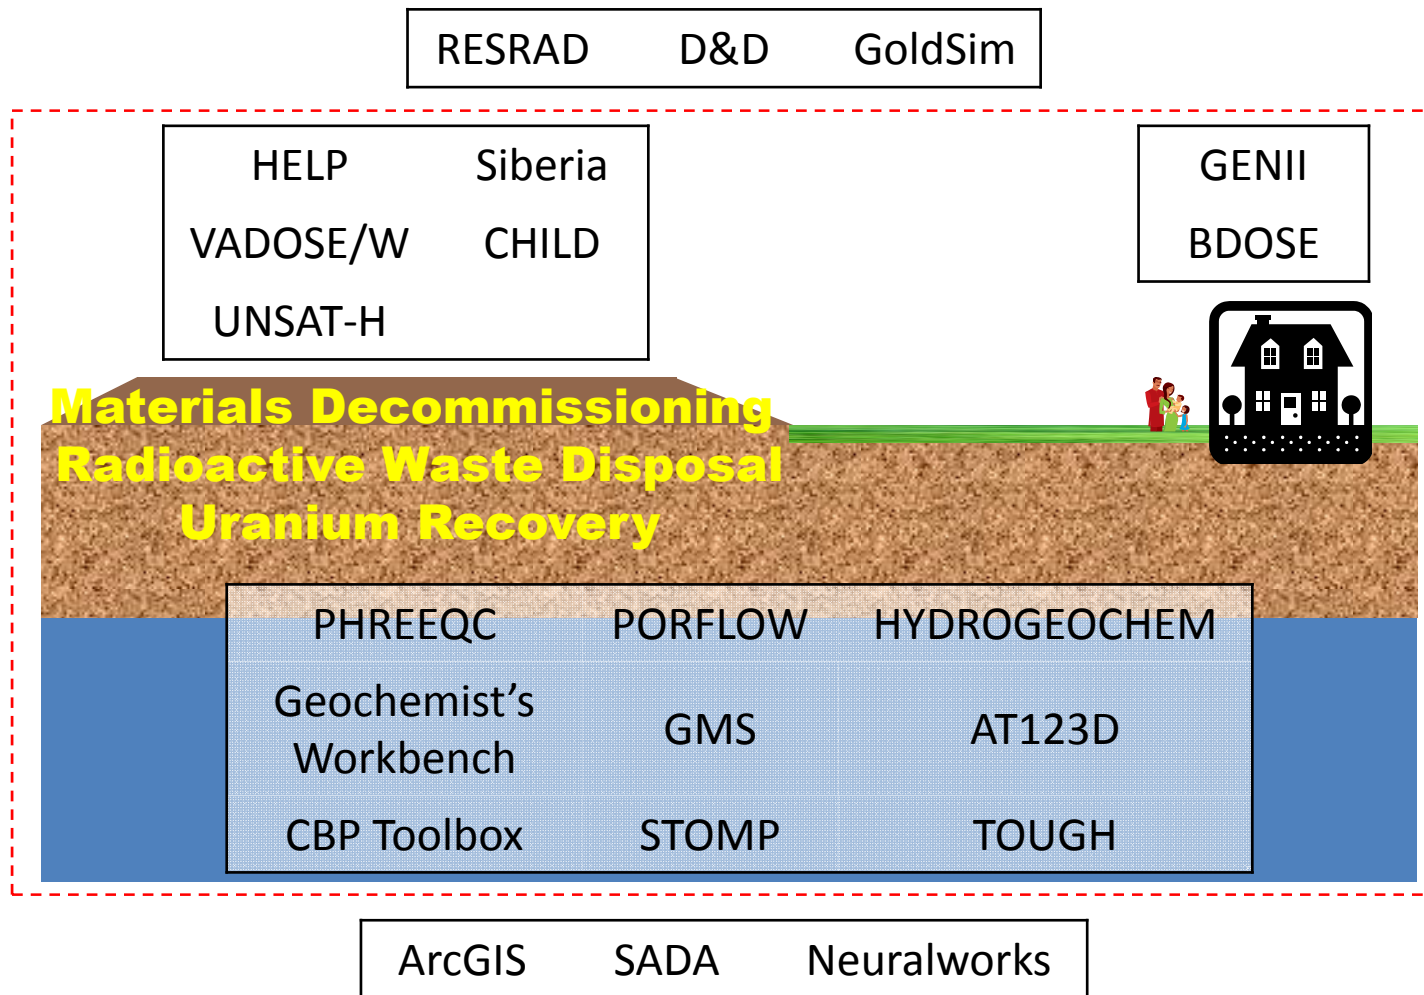 RESRAD D&D GoldSim
HELP Siberia
VADOSE/W CHILD
UNSAT-H
GENII
BDOSE
Materials Decommissioning
Radioactive Waste Disposal
Uranium Recovery
PHREEQC PORFLOW HYDROGEOCHEM
Geochemist’s
Workbench GMS AT123D
CBP Toolbox STOMP TOUGH
ArcGIS SADA Neuralworks